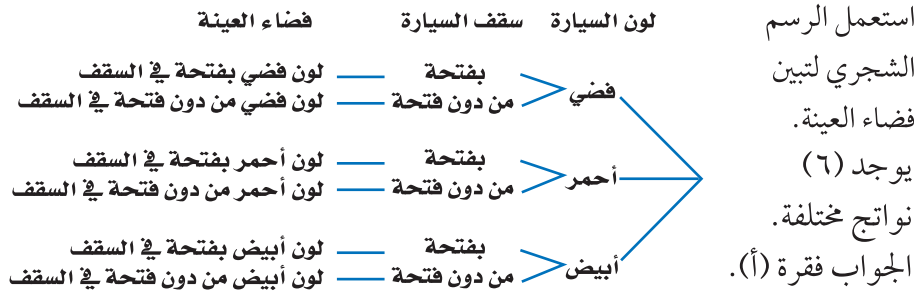 استعمل الرسم
الشجري لتبين
فضاء العينة.
يوجد (٦)
نواتج مختلفة.
الجواب فقرة (أ).
لون السيارة سقف السيارة فضاء العينة
فضي
بفتحة لون فضي بفتحة في السقف
من دون فتحة لون فضي من دون فتحة في السقف
أحمر
بفتحة لون أحمر بفتحة في السقف
من دون فتحة لون أحمر من دون فتحة في السقف
أبيض
بفتحة لون أبيض بفتحة في السقف
من دون فتحة لون أبيض من دون فتحة في السقف